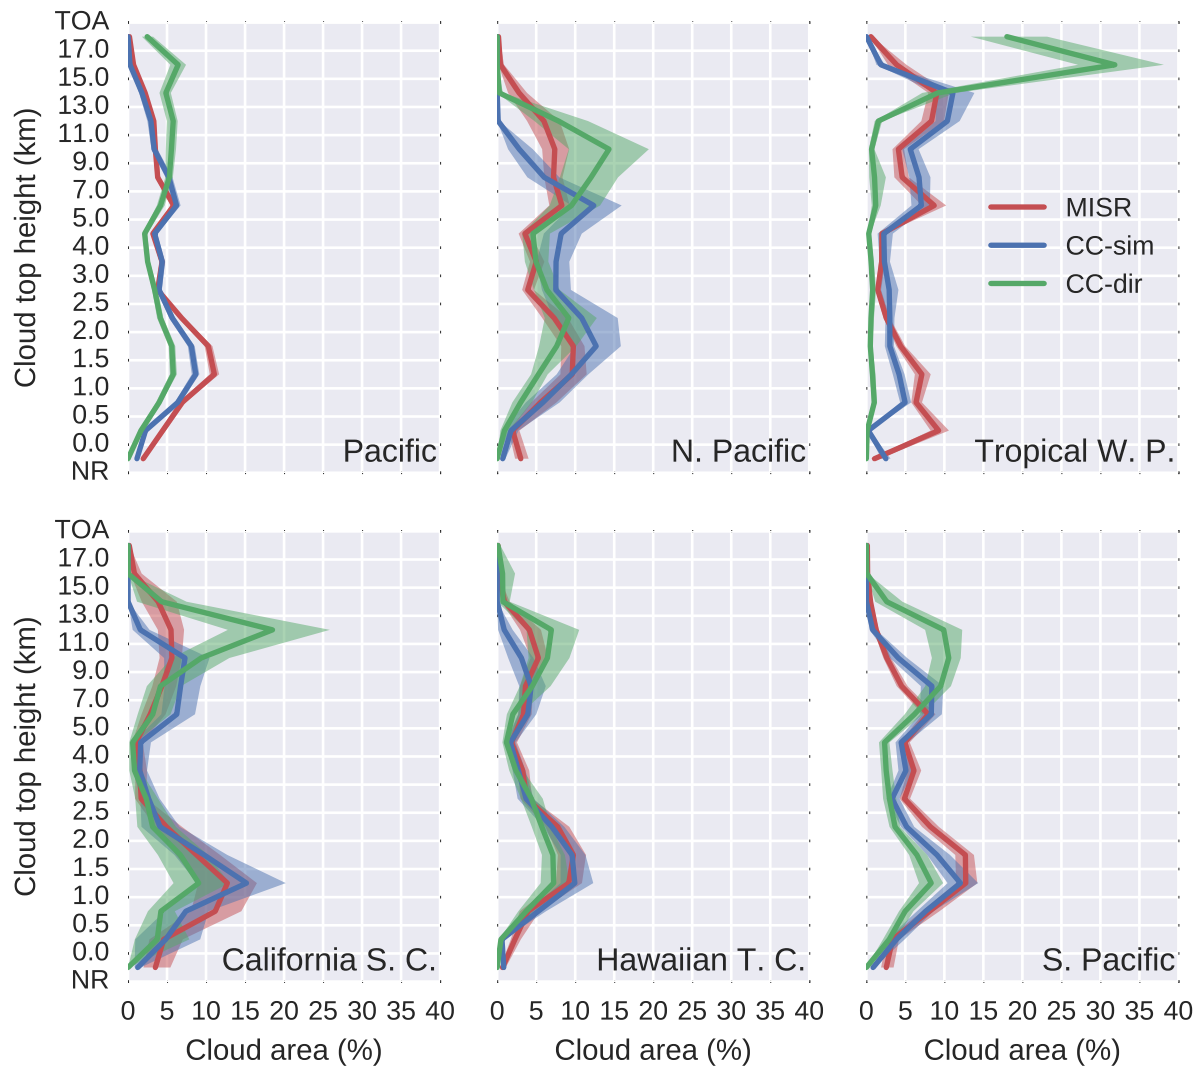 TOA
17.0
15.0
13.0
11.0
9.0
7.0
5.0
4.0
3.0
2.5
2.0
1.5
1.0
0.5
0.0
NR
Cloud top height (km)
Pacific
N. Pacific
MISR
CC-sim
CC-dir
Tropical W. P.
TOA
17.0
15.0
13.0
11.0
9.0
7.0
5.0
4.0
3.0
2.5
2.0
1.5
1.0
0.5
0.0
NR
Cloud top height (km)
California S. C.
Hawaiian T. C.
S. Pacific
0 5 10 15 20 25 30 35 40
0 5 10 15 20 25 30 35 40
0 5 10 15 20 25 30 35 40
Cloud area (%)
Cloud area (%)
Cloud area (%)